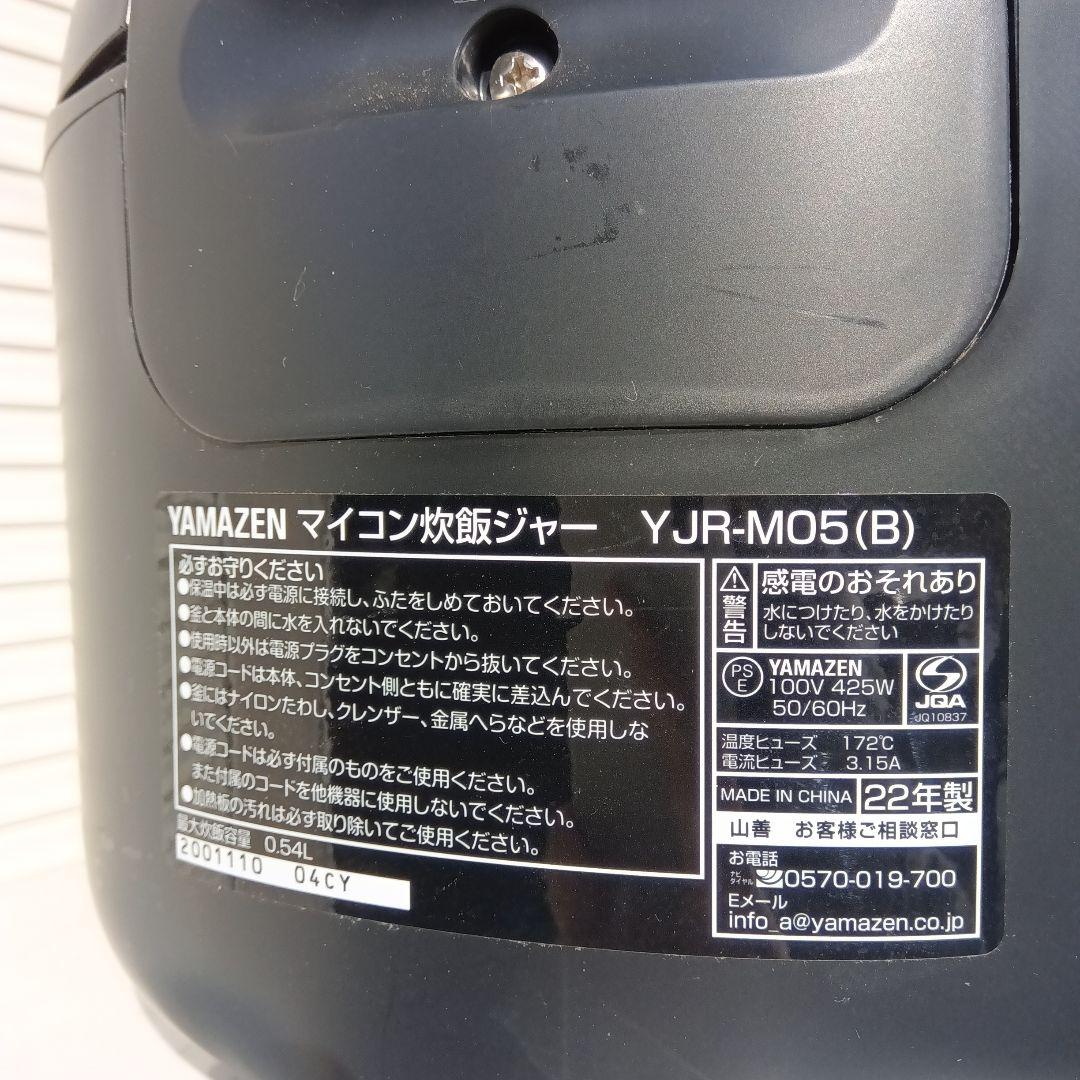 YAMAZEN マイコン炊飯ジャー YJR-M05(B)
必ずお守りください
●保温中は必ず電源に接続し、ふたをしめておいてください。
●釜と本体の間に水を入れないでください。
●使用時以外は電源プラグをコンセントから抜いてください。
●電源コードは本体、コンセント側ともに確実に差込んでください。
●釜にはナイロンたわし、クレンザー、金属へらなどを使用しな
いでください。
●電源コードは必ず付属のものをご使用ください。
また付属のコードを他機器に使用しないでください。
●加熱板の汚れは必ず取り除いてご使用ください。
最大炊飯容量 0.54L
2001110 04CY
警告
感電のおそれあり
水につけたり、水をかけたり
しないでください
PS
E
YAMAZEN
100V 425W
50/60Hz
JQA
JQ10837
温度ヒューズ 172℃
電流ヒューズ 3.15A
MADE IN CHINA 22年製
山善 お客様ご相談窓口
お電話
ナビダイヤル 0570-019-700
Eメール
info_a@yamazen.co.jp